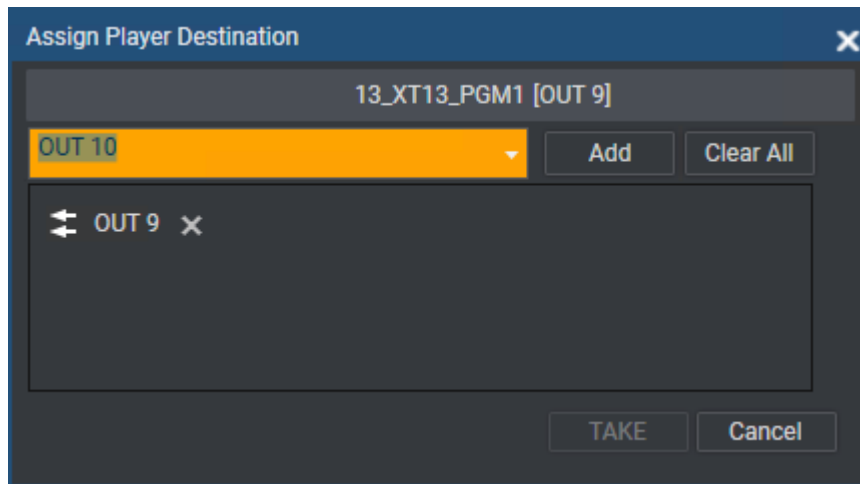 Assign Player Destination
13_XT13_PGM1 [OUT 9]
OUT 10 Add Clear All
OUT 9
TAKE Cancel